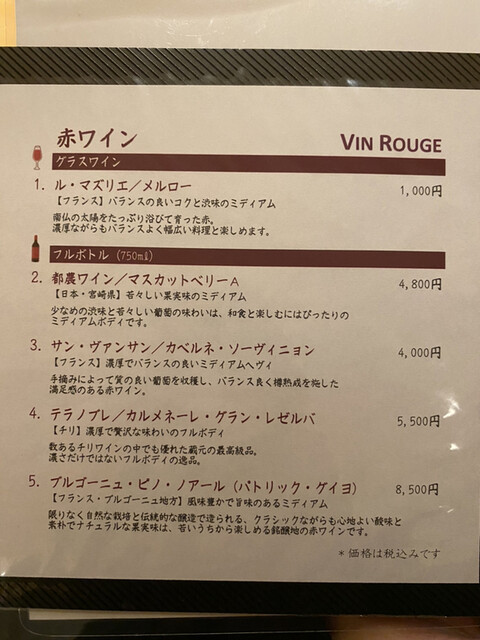 赤ワイン VIN ROUGE
グラスワイン
1. ル・マズリエ／メルロー 1,000円
【フランス】バランスの良いコクと渋味のミディアム
南仏の太陽をたっぷり浴びて育った赤。
濃厚ながらもバランスよく幅広い料理と楽しめます。
フルボトル（750㎖）
2. 都農ワイン／マスカットベリーA 4,800円
【日本・宮崎県】若々しい果実味のミディアム
少なめの渋味と若々しい葡萄の味わいは、和食と楽しむにはぴったりの
ミディアムボディです。
3. サン・ヴァンサン／カベルネ・ソーヴィニョン 4,000円
【フランス】濃厚でバランスの良いミディアムヘヴィ
手摘みによって質の良い葡萄を収穫し、バランス良く樽熟成を施した
満足感のある赤ワイン。
4. テラノブレ／カルメネーレ・グラン・レゼルバ 5,500円
【チリ】濃厚で贅沢な味わいのフルボディ
数あるチリワインの中でも優れた蔵元の最高級品。
濃さだけではないフルボディの逸品。
5. ブルゴーニュ・ピノ・ノアール（パトリック・ゲイヨ） 8,500円
【フランス・ブルゴーニュ地方】風味豊かで旨味のあるミディアム
限りなく自然な栽培と伝統的な醸造で造られる、クラシックながらも心地よい酸味と
素朴でナチュラルな果実味は、若いうちから楽しめる銘醸地の赤ワインです。
＊価格は税込みです